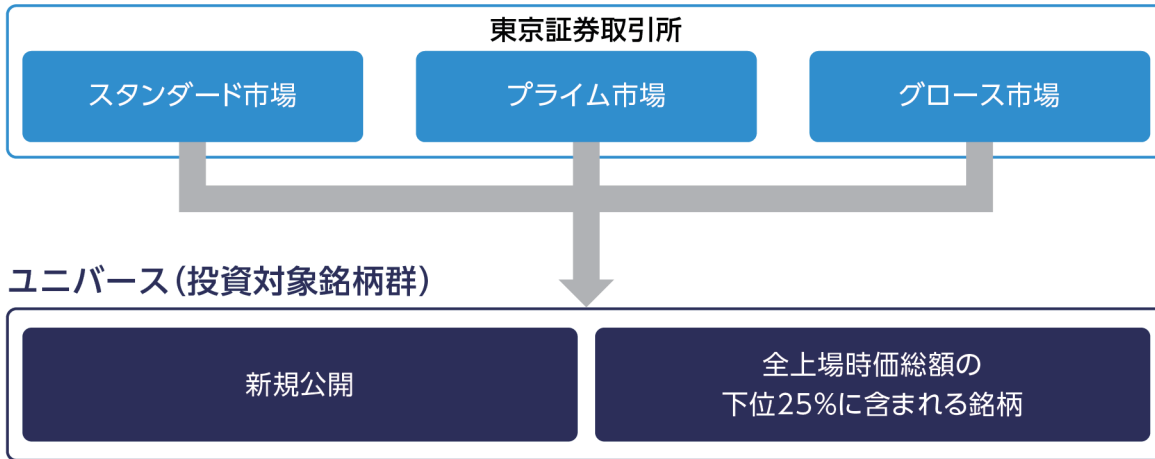 東京証券取引所
スタンダード市場
プライム市場
グロース市場
ユニバース(投資対象銘柄群)
新規公開
全上場時価総額の
下位25%に含まれる銘柄